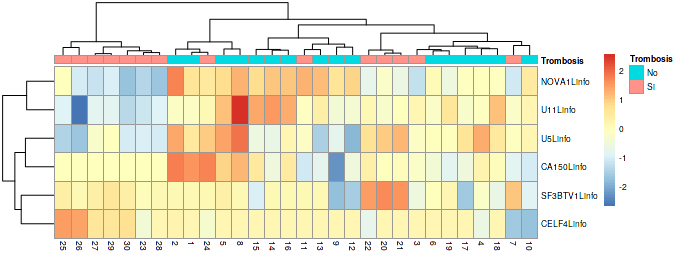 Trombosis
NOVA1Linfo
U11Linfo
U5Linfo
CA150Linfo
SF3BTV1Linfo
CELF4Linfo
2
1
0
-1
-2
Trombosis
No
Si
25 26 27 29 30 23 28 2 1 24 5 8 15 14 16 11 13 9 12 22 20 21 3 6 19 17 4 18 7 10